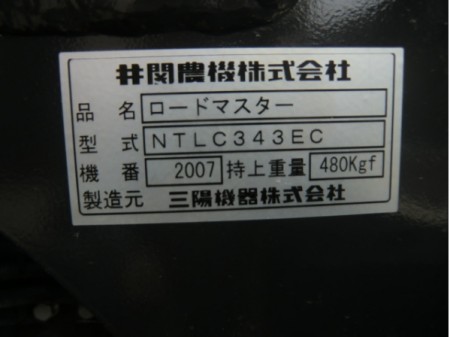 井関農機株式会社
品名 ロードマスター
型式 NTLC343EC
機番 2007 持上重量 480Kgf
製造元 三陽機器株式会社